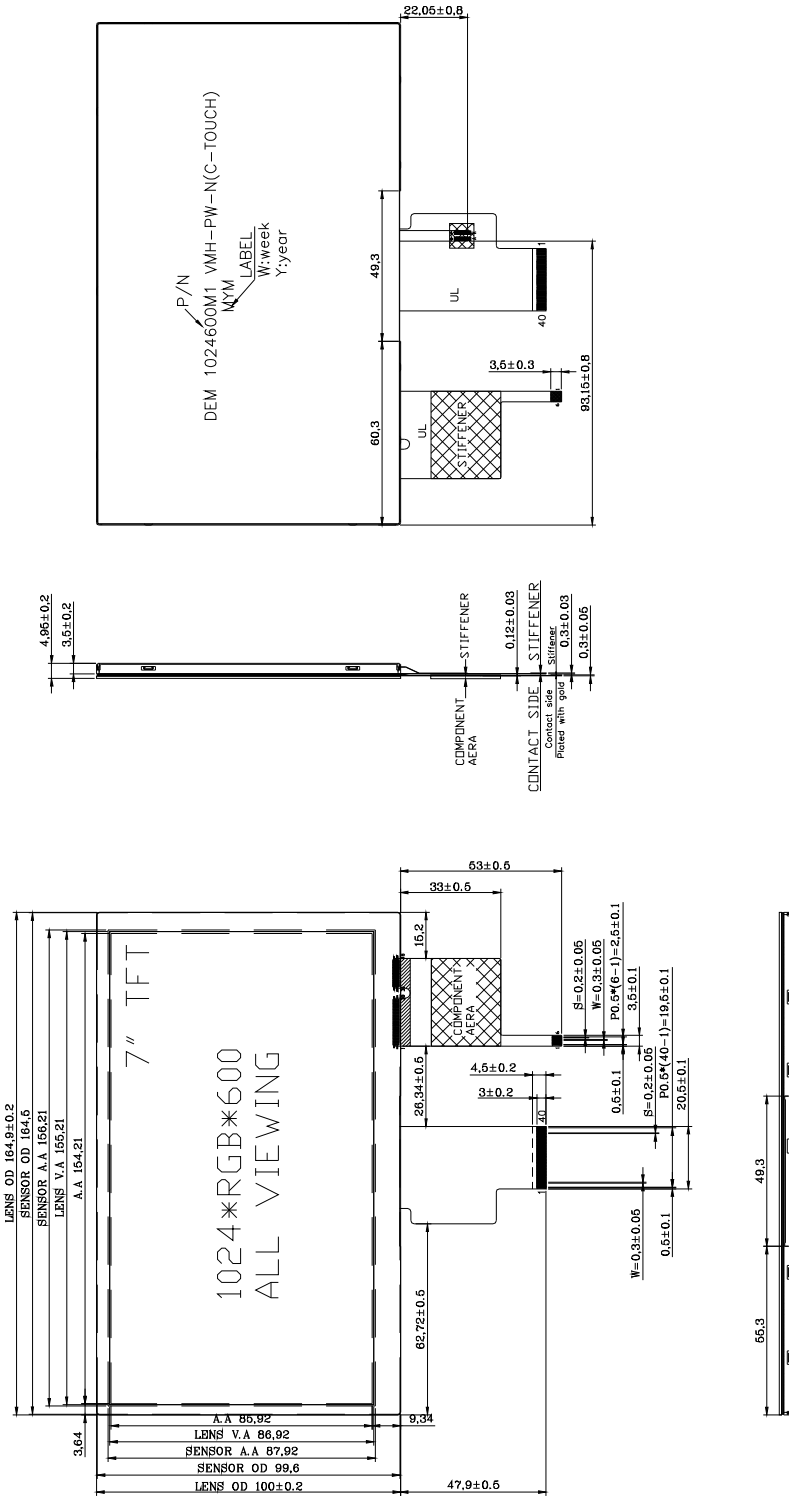 22,05±0,8
P/N
DEM 1024600M1 VMH-PW-N(C-TOUCH)
MYM
LABEL
W:week
Y:year
49,3
60,3
UL
UL
STIFFENER
40
1
3,5±0.3
93,15±0,8
4,95±0.2
3,5±0,2
STIFFENER
COMPONENT
AERA
0,12±0.03
CONTACT SIDE
STIFFENER
Contact side
Plated with gold
Stiffener
0,3±0.03
0,3±0.05
LENS OD 164,9±0.2
SENSOR OD 164,5
SENSOR A.A 156,21
LENS V.A 155,21
A.A 154,21
7" TFT
1024*RGB*600
ALL VIEWING
53±0.5
33±0.5
15,2
COMPONENT
AERA
26,34±0.5
4,5±0.2
3±0.2
40
1
S=0,2±0.05
W=0,3±0.05
P0.5*(6-1)=2,5±0.1
3,5±0.1
0,5±0.1
S=0,2±0.05
P0.5*(40-1)=19,5±0.1
20,5±0.1
W=0,3±0.05
0,5±0.1
62,72±0.5
3,64
A.A 85,92
9,34
LENS V.A 86,92
SENSOR A.A 87,92
SENSOR OD 99,6
LENS OD 100±0.2
47,9±0.5
49,3
55,3